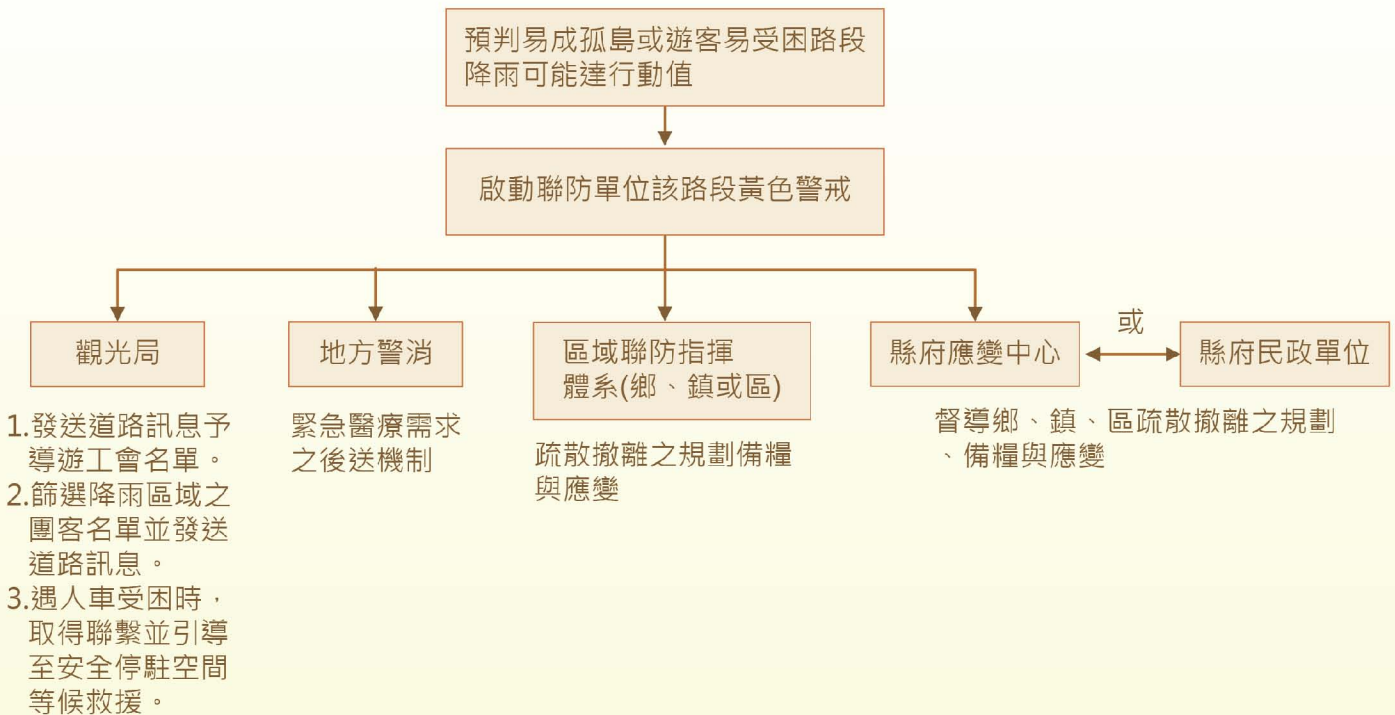 預判易成孤島或遊客易受困路段
降雨可能達行動值
啟動聯防單位該路段黃色警戒
觀光局
1.發送道路訊息予
導遊工會名單。
2.篩選降雨區域之
團客名單並發送
道路訊息。
3.遇人車受困時，
取得聯繫並引導
至安全停駐空間
等候救援。
地方警消
緊急醫療需求
之後送機制
區域聯防指揮
體系(鄉、鎮或區)
疏散撤離之規劃備糧
與應變
縣府應變中心
或
縣府民政單位
督導鄉、鎮、區疏散撤離之規劃
、備糧與應變